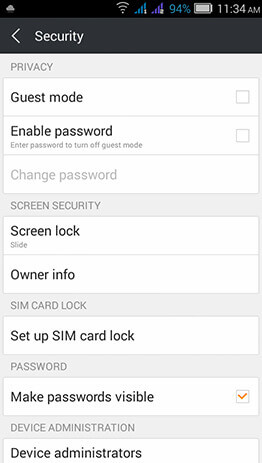 94% 11:34 AM
Security
PRIVACY
Guest mode
Enable password
Enter password to turn off guest mode
Change password
SCREEN SECURITY
Screen lock
Slide
Owner info
SIM CARD LOCK
Set up SIM card lock
PASSWORD
Make passwords visible
DEVICE ADMINISTRATION
Device administrators